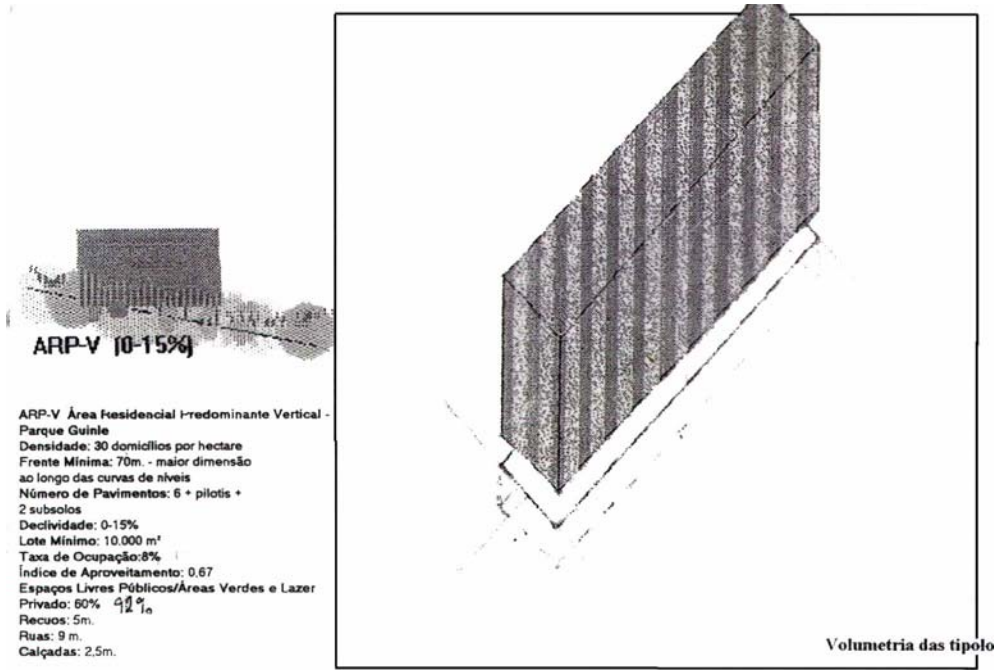 ARP-V (0-15%)
ARP-V Área Residencial Predominante Vertical -
Parque Guinle
Densidade: 30 domicílios por hectare
Frente Mínima: 70m. - maior dimensão
ao longo das curvas de níveis
Número de Pavimentos: 6 + pilotis +
2 subsolos
Declividade: 0-15%
Lote Mínimo: 10.000 m²
Taxa de Ocupação:8%
Índice de Aproveitamento: 0,67
Espaços Livres Públicos/Áreas Verdes e Lazer
Privado: 60% 92%
Recuos: 5m.
Ruas: 9 m.
Calçadas: 2,5m.
Volumetria das tipolo